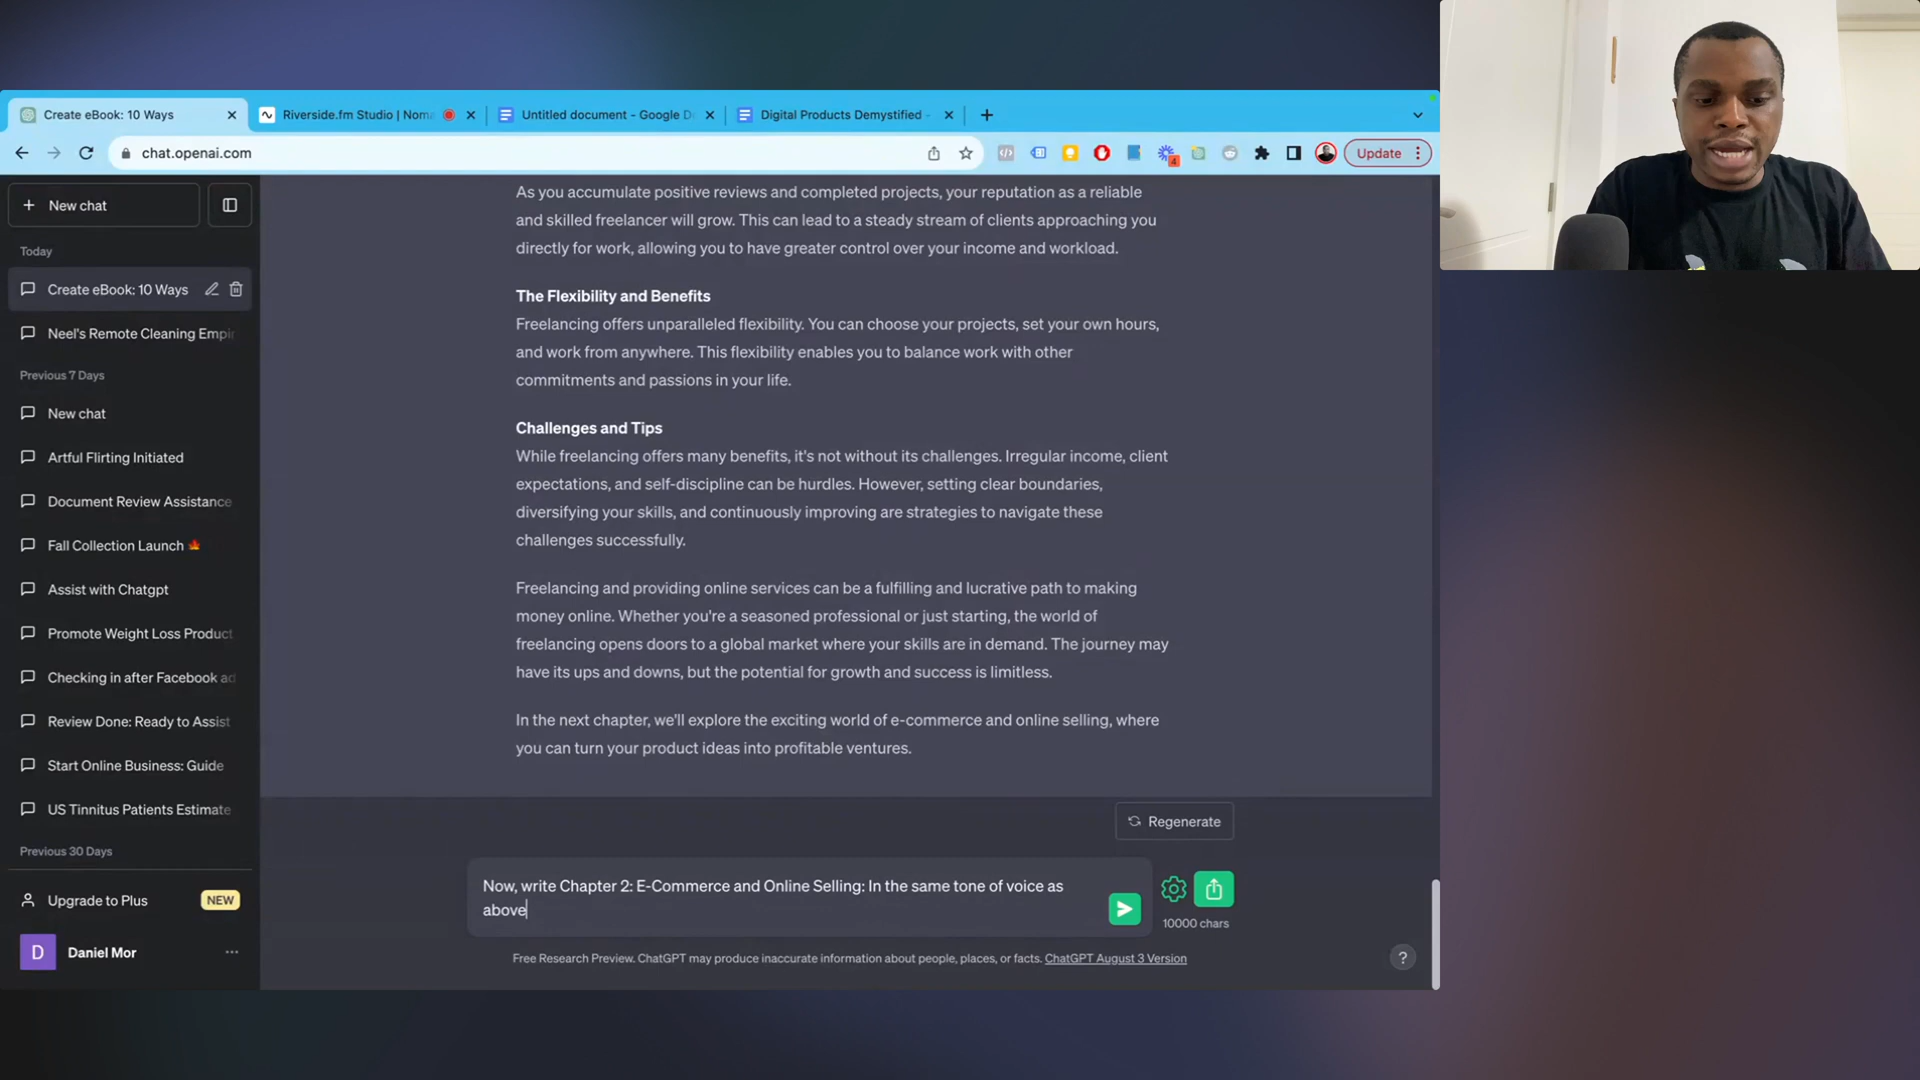 Create eBook: 10 Ways
Riverside.fm Studio | Noma
Untitled document - Google D
Digital Products Demystified -
chat.openai.com
4
Update
New chat
Today
Create eBook: 10 Ways
Neel's Remote Cleaning Empi
Previous 7 Days
New chat
Artful Flirting Initiated
Document Review Assistance
Fall Collection Launch 🍁
Assist with Chatgpt
Promote Weight Loss Product
Checking in after Facebook ad
Review Done: Ready to Assist
Start Online Business: Guide
US Tinnitus Patients Estimate
Previous 30 Days
Upgrade to Plus
NEW
D
Daniel Mor
As you accumulate positive reviews and completed projects, your reputation as a reliable
and skilled freelancer will grow. This can lead to a steady stream of clients approaching you
directly for work, allowing you to have greater control over your income and workload.
The Flexibility and Benefits
Freelancing offers unparalleled flexibility. You can choose your projects, set your own hours,
and work from anywhere. This flexibility enables you to balance work with other
commitments and passions in your life.
Challenges and Tips
While freelancing offers many benefits, it's not without its challenges. Irregular income, client
expectations, and self-discipline can be hurdles. However, setting clear boundaries,
diversifying your skills, and continuously improving are strategies to navigate these
challenges successfully.
Freelancing and providing online services can be a fulfilling and lucrative path to making
money online. Whether you're a seasoned professional or just starting, the world of
freelancing opens doors to a global market where your skills are in demand. The journey may
have its ups and downs, but the potential for growth and success is limitless.
In the next chapter, we'll explore the exciting world of e-commerce and online selling, where
you can turn your product ideas into profitable ventures.
Regenerate
Now, write Chapter 2: E-Commerce and Online Selling: In the same tone of voice as
above
10000 chars
Free Research Preview. ChatGPT may produce inaccurate information about people, places, or facts. ChatGPT August 3 Version
?